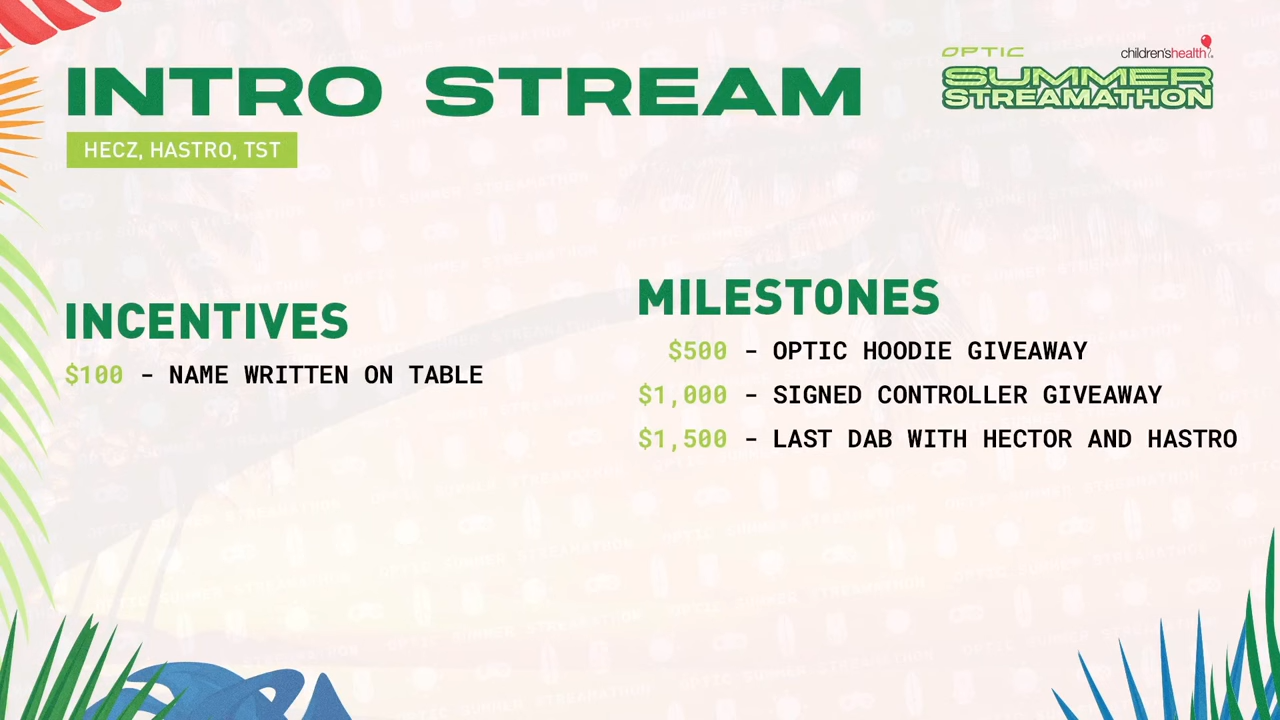 INTRO STREAM
HECZ, HASTRO, TST
OPTIC
children'shealth
SUMMER
STREAMATHON
INCENTIVES
$100 - NAME WRITTEN ON TABLE
MILESTONES
$500 - OPTIC HOODIE GIVEAWAY
$1,000 - SIGNED CONTROLLER GIVEAWAY
$1,500 - LAST DAB WITH HECTOR AND HASTRO